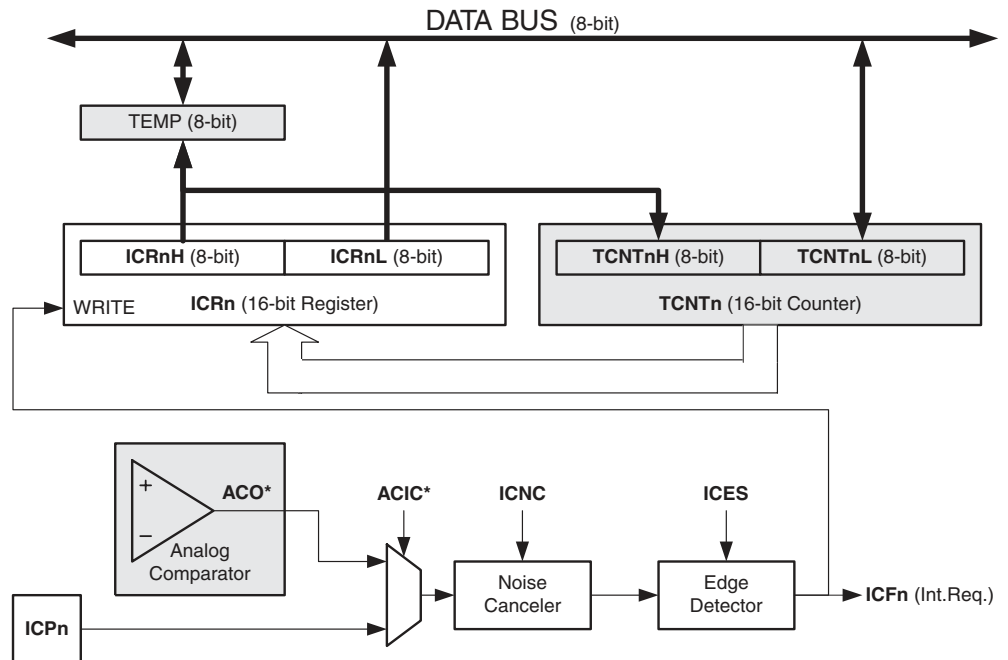 DATA BUS (8-bit)
TEMP (8-bit)
ICRnH (8-bit)
ICRnL (8-bit)
TCNTnH (8-bit)
TCNTnL (8-bit)
WRITE
ICRn (16-bit Register)
TCNTn (16-bit Counter)
+
−
ACO*
Analog
Comparator
ACIC*
ICNC
ICES
Noise
Canceler
Edge
Detector
ICFn (Int.Req.)
ICPn